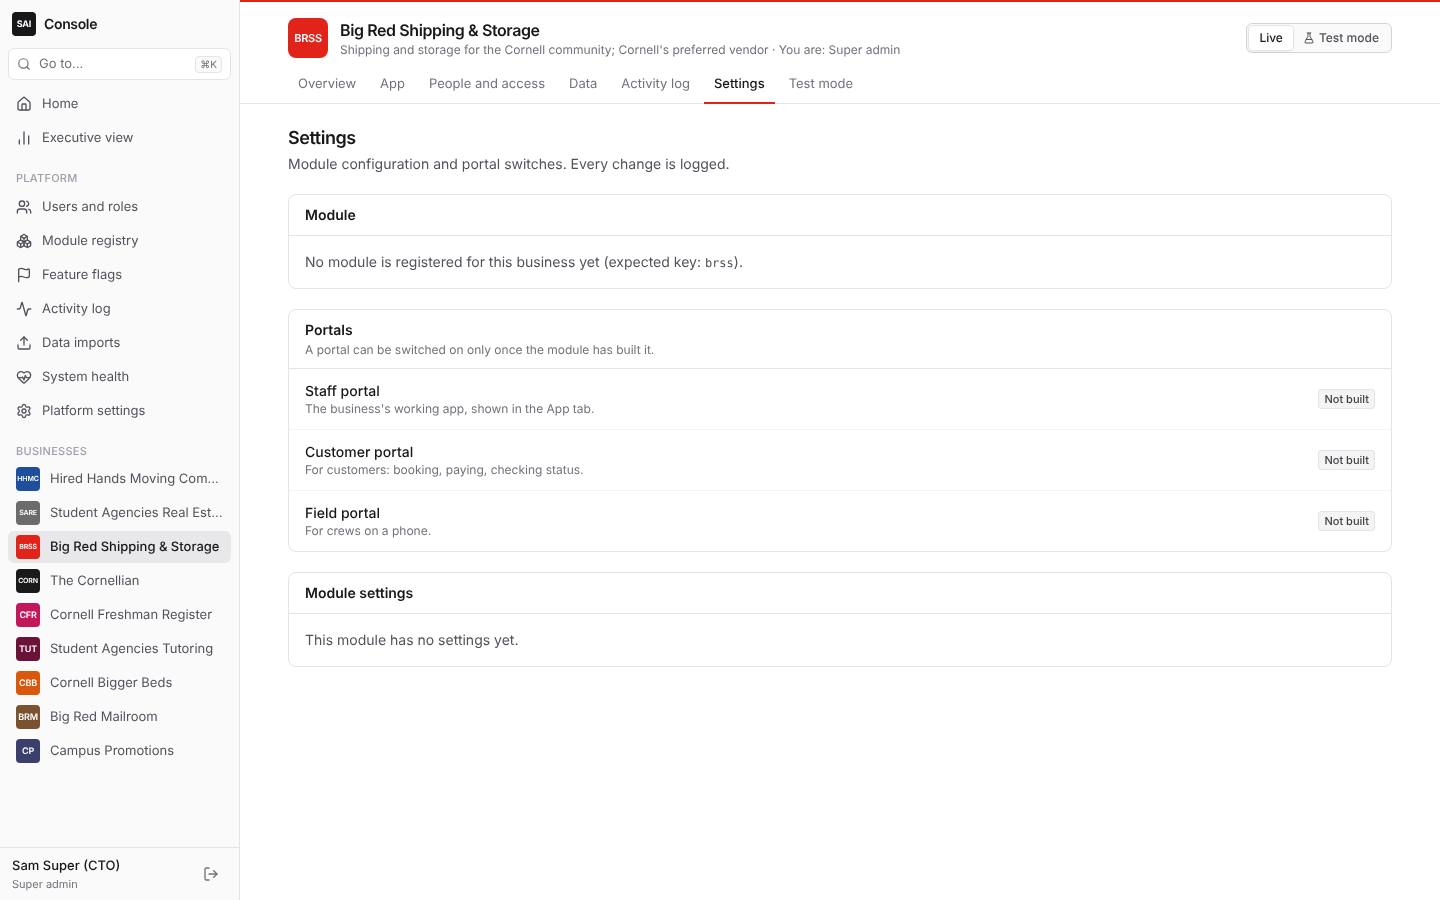 SAI Console
Go to... ⌘K
Home
Executive view
PLATFORM
Users and roles
Module registry
Feature flags
Activity log
Data imports
System health
Platform settings
BUSINESSES
HHMC Hired Hands Moving Com...
SARE Student Agencies Real Est...
BRSS Big Red Shipping & Storage
CORN The Cornellian
CFR Cornell Freshman Register
TUT Student Agencies Tutoring
CBB Cornell Bigger Beds
BRM Big Red Mailroom
CP Campus Promotions
Sam Super (CTO)
Super admin
BRSS
Big Red Shipping & Storage
Shipping and storage for the Cornell community; Cornell's preferred vendor · You are: Super admin
Live Test mode
Overview App People and access Data Activity log Settings Test mode
Settings
Module configuration and portal switches. Every change is logged.
Module
No module is registered for this business yet (expected key: brss).
Portals
A portal can be switched on only once the module has built it.
Staff portal
The business's working app, shown in the App tab.
Not built
Customer portal
For customers: booking, paying, checking status.
Not built
Field portal
For crews on a phone.
Not built
Module settings
This module has no settings yet.